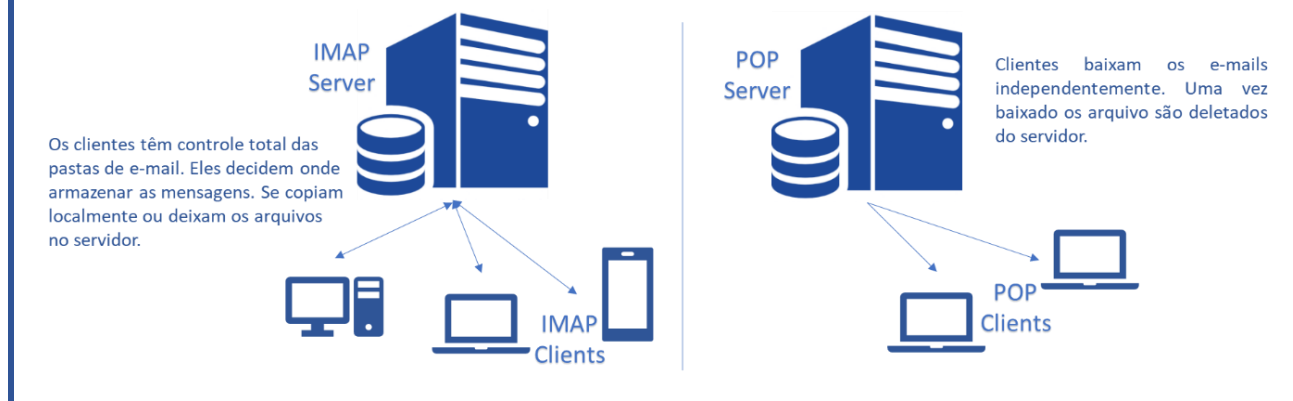 IMAP
Server
Os clientes têm controle total das
pastas de e-mail. Eles decidem onde
armazenar as mensagens. Se copiam
localmente ou deixam os arquivos
no servidor.
IMAP
Clients
POP
Server
Clientes baixam os e-mails
independentemente. Uma vez
baixado os arquivo são deletados
do servidor.
POP
Clients